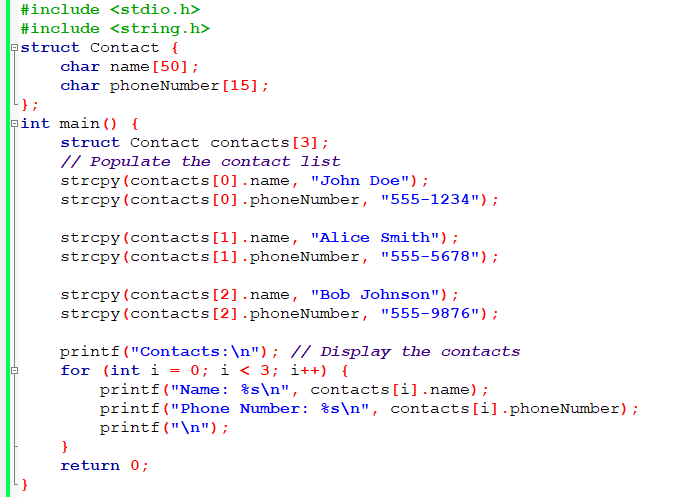 #include <stdio.h>
#include <string.h>
struct Contact {
    char name[50];
    char phoneNumber[15];
};
int main() {
    struct Contact contacts[3];
    // Populate the contact list
    strcpy(contacts[0].name, "John Doe");
    strcpy(contacts[0].phoneNumber, "555-1234");

    strcpy(contacts[1].name, "Alice Smith");
    strcpy(contacts[1].phoneNumber, "555-5678");

    strcpy(contacts[2].name, "Bob Johnson");
    strcpy(contacts[2].phoneNumber, "555-9876");

    printf("Contacts:\n"); // Display the contacts
    for (int i = 0; i < 3; i++) {
        printf("Name: %s\n", contacts[i].name);
        printf("Phone Number: %s\n", contacts[i].phoneNumber);
        printf("\n");
    }
    return 0;
}